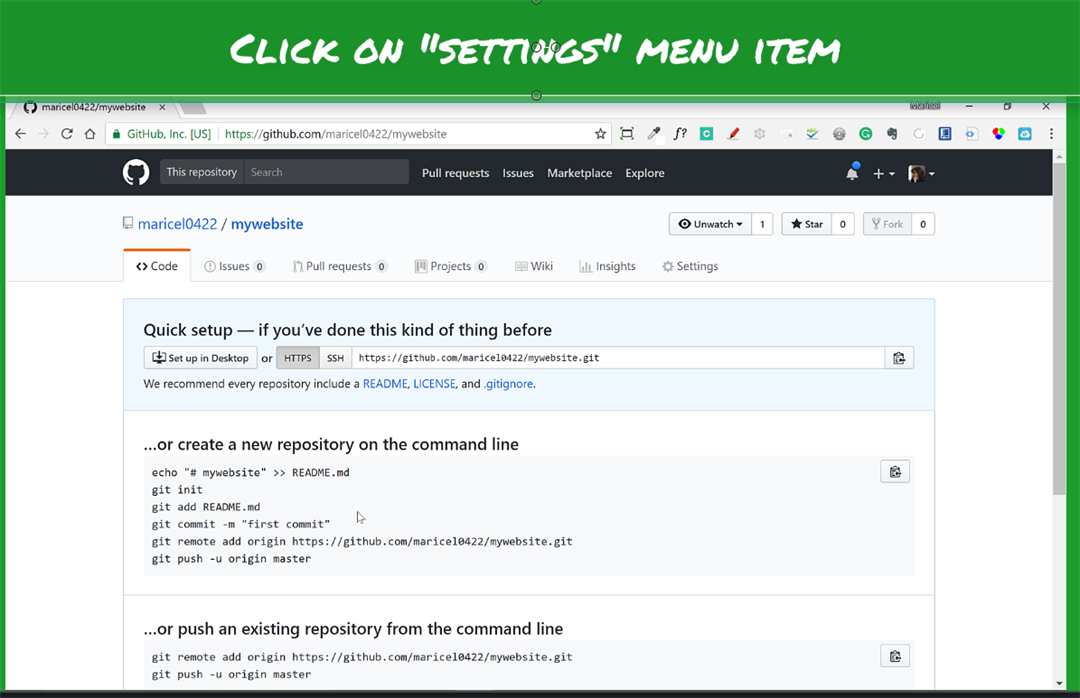 Click on "settings" menu item
maricel0422/mywebsite
Maricel
GitHub, Inc. [US] https://github.com/maricel0422/mywebsite
f?
This repository Search Pull requests Issues Marketplace Explore
maricel0422 / mywebsite Unwatch 1 Star 0 Fork 0
Code Issues 0 Pull requests 0 Projects 0 Wiki Insights Settings
Quick setup — if you've done this kind of thing before
Set up in Desktop or HTTPS SSH https://github.com/maricel0422/mywebsite.git
We recommend every repository include a README, LICENSE, and .gitignore.
…or create a new repository on the command line
echo "# mywebsite" >> README.md
git init
git add README.md
git commit -m "first commit"
git remote add origin https://github.com/maricel0422/mywebsite.git
git push -u origin master
…or push an existing repository from the command line
git remote add origin https://github.com/maricel0422/mywebsite.git
git push -u origin master